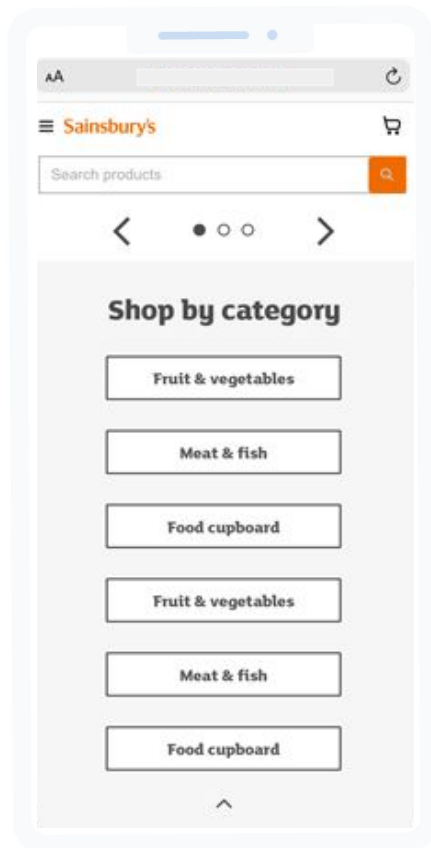 AA
Sainsbury's
Search products
Shop by category
Fruit & vegetables
Meat & fish
Food cupboard
Fruit & vegetables
Meat & fish
Food cupboard